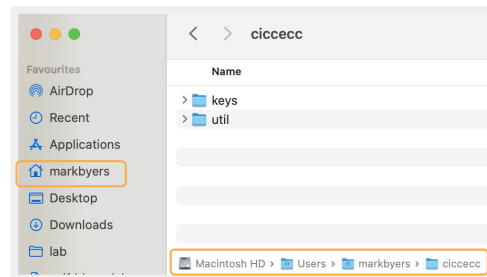 ciccecc
Favourites
AirDrop
Recent
Applications
markbyers
Desktop
Downloads
lab
Name
keys
util
Macintosh HD › Users › markbyers › ciccecc